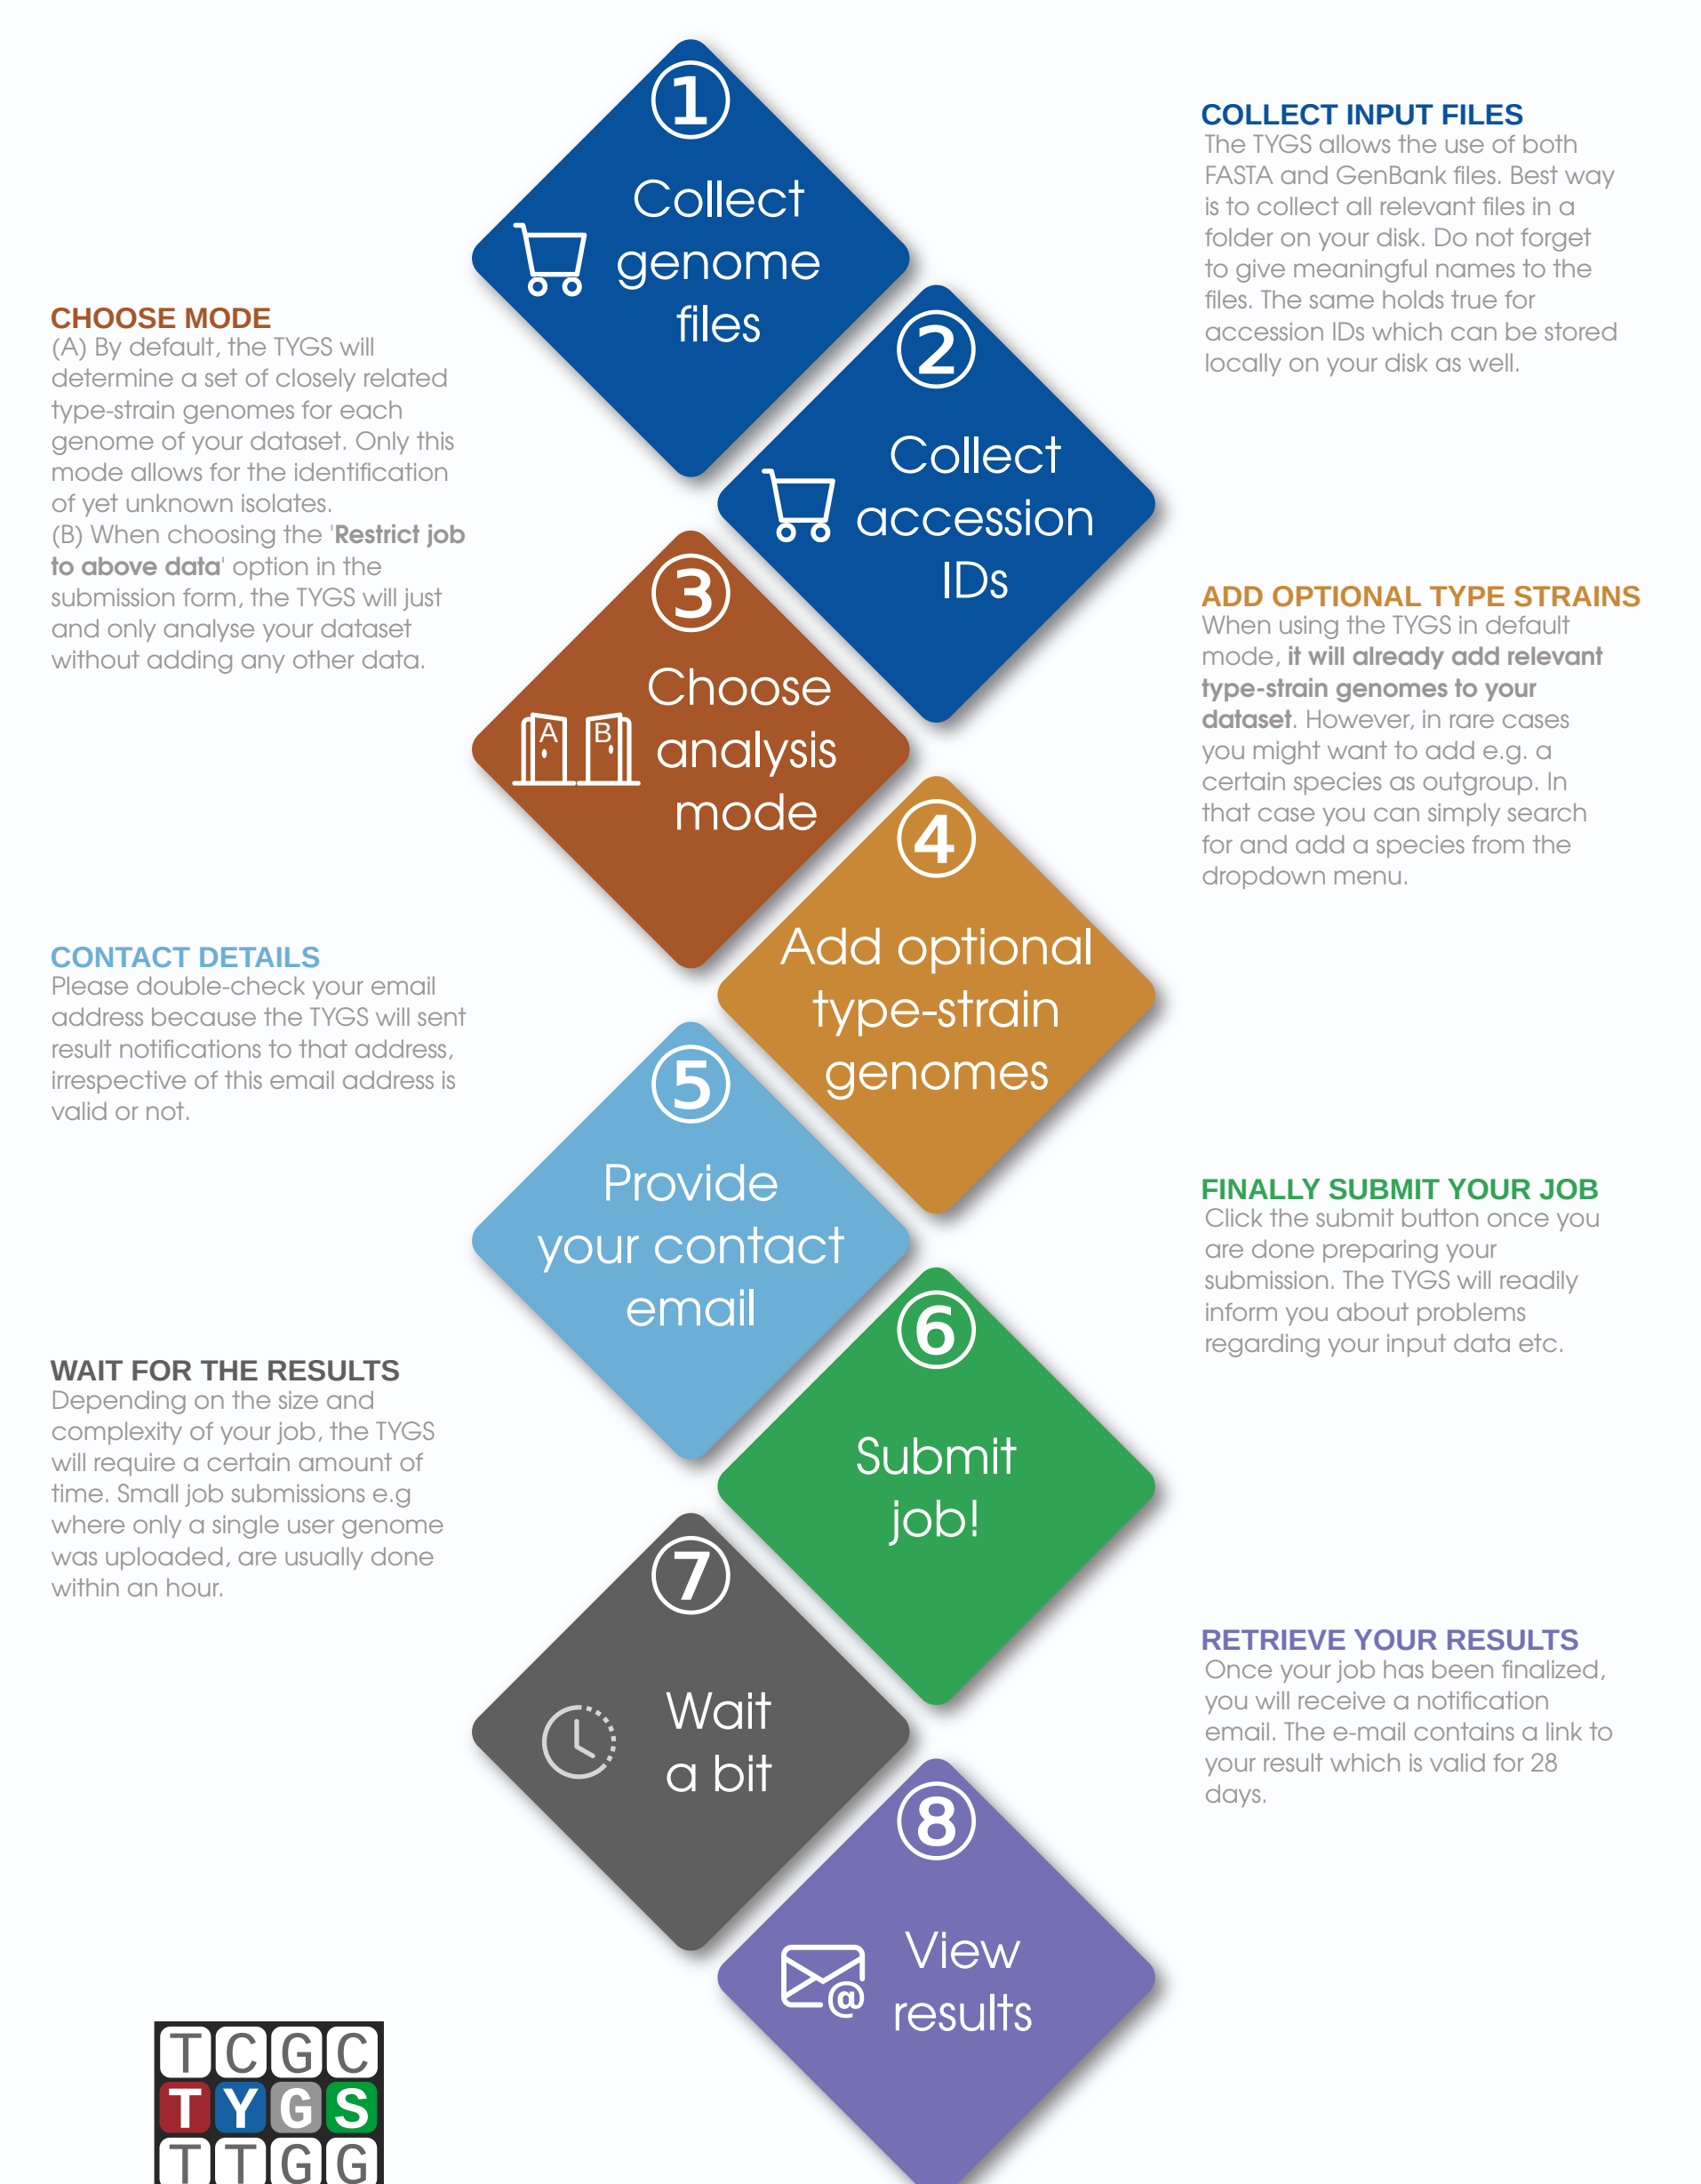 1
Collect
genome
files
COLLECT INPUT FILES
The TYGS allows the use of both
FASTA and GenBank files. Best way
is to collect all relevant files in a
folder on your disk. Do not forget
to give meaningful names to the
files. The same holds true for
accession IDs which can be stored
locally on your disk as well.
2
Collect
accession
IDs
CHOOSE MODE
(A) By default, the TYGS will
determine a set of closely related
type-strain genomes for each
genome of your dataset. Only this
mode allows for the identification
of yet unknown isolates.
(B) When choosing the 'Restrict job
to above data' option in the
submission form, the TYGS will just
and only analyse your dataset
without adding any other data.
3
A B
Choose
analysis
mode
ADD OPTIONAL TYPE STRAINS
When using the TYGS in default
mode, it will already add relevant
type-strain genomes to your
dataset. However, in rare cases
you might want to add e.g. a
certain species as outgroup. In
that case you can simply search
for and add a species from the
dropdown menu.
4
Add optional
type-strain
genomes
CONTACT DETAILS
Please double-check your email
address because the TYGS will sent
result notifications to that address,
irrespective of this email address is
valid or not.
5
Provide
your contact
email
FINALLY SUBMIT YOUR JOB
Click the submit button once you
are done preparing your
submission. The TYGS will readily
inform you about problems
regarding your input data etc.
6
Submit
job!
WAIT FOR THE RESULTS
Depending on the size and
complexity of your job, the TYGS
will require a certain amount of
time. Small job submissions e.g
where only a single user genome
was uploaded, are usually done
within an hour.
7
Wait
a bit
RETRIEVE YOUR RESULTS
Once your job has been finalized,
you will receive a notification
email. The e-mail contains a link to
your result which is valid for 28
days.
8
@
View
results
TCGC
TYGS
TTGG